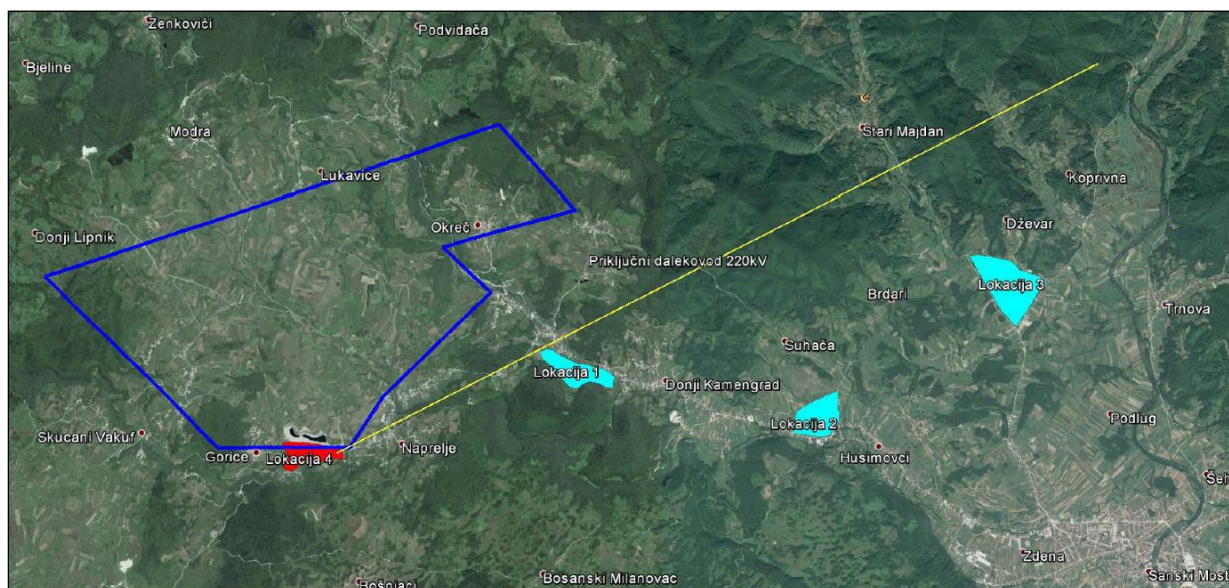 Zenkovići
Podvidača
Bjeline
Modra
Stari Majdan
Lukavice
Koprivna
Okreč
Dževar
Donji Lipnik
Priključni dalekovod 220kV
Brdari
Lokacija 3
Trnova
Suhača
Lokacija 1
Donji Kamengrad
Podlug
Lokacija 2
Skucani Vakuf
Naprelje
Gorice
Lokacija 4
Husimovci
Zdena
Bosanski Milanovac
Bošnjaci
Sanski Mos